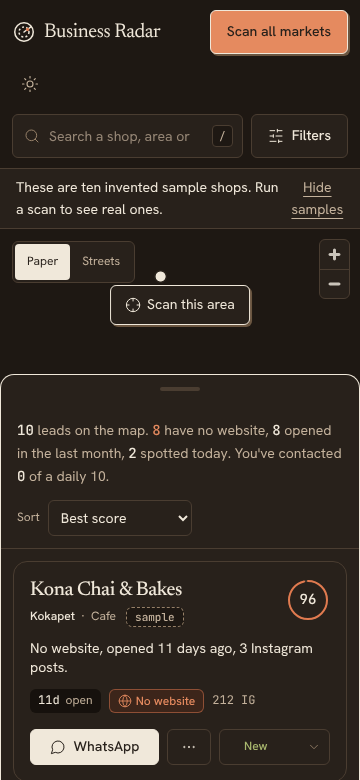 Business Radar
Scan all markets
Search a shop, area or
/
Filters
These are ten invented sample shops. Run
a scan to see real ones.
Hide
samples
Paper
Streets
Scan this area
10 leads on the map. 8 have no website, 8 opened
in the last month, 2 spotted today. You've contacted
0 of a daily 10.
Sort
Best score
Kona Chai & Bakes
96
Kokapet · Cafe sample
No website, opened 11 days ago, 3 Instagram
posts.
11d open
No website
212 IG
WhatsApp
···
New